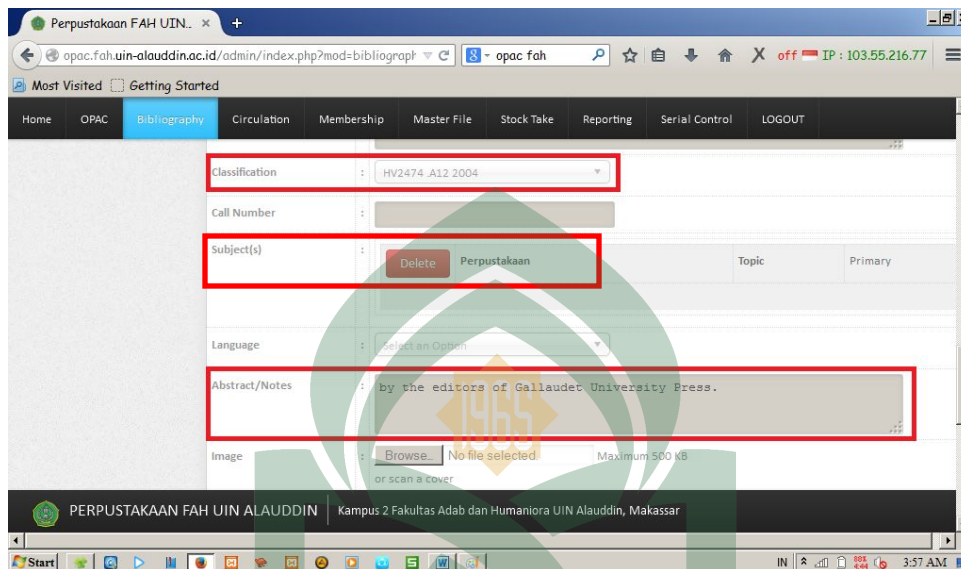 Perpustakaan FAH UIN.. × +
opac.fah.uin-alauddin.ac.id/admin/index.php?mod=bibliograph opac fah X off IP : 103.55.216.77
Most Visited Getting Started
Home OPAC Bibliography Circulation Membership Master File Stock Take Reporting Serial Control LOGOUT
Classification : HV2474 .A12 2004
Call Number :
Subject(s) : Delete Perpustakaan Topic Primary
Language : Select an Option
Abstract/Notes : by the editors of Gallaudet University Press.
1965
Image : Browse_ No file selected. Maximum 500 KB
or scan a cover
PERPUSTAKAAN FAH UIN ALAUDDIN Kampus 2 Fakultas Adab dan Humaniora UIN Alauddin, Makassar
Start IN 3:57 AM